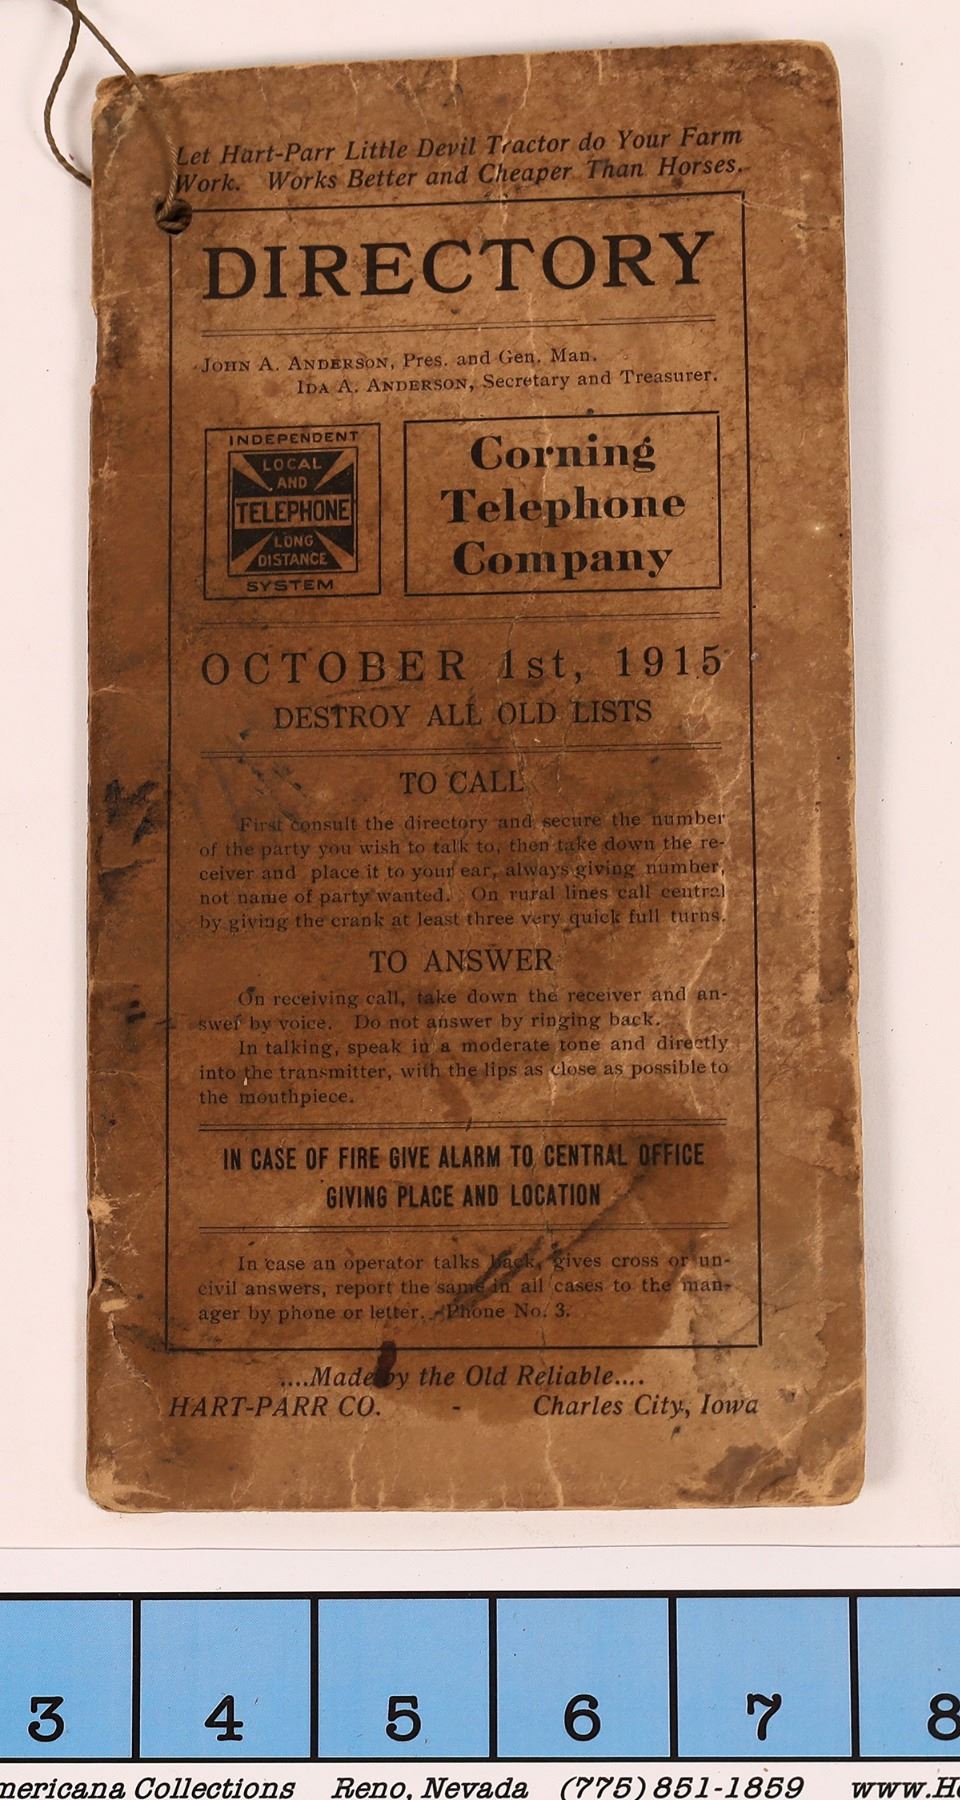 Let Hart-Parr Little Devil Tractor do Your Farm
Work. Works Better and Cheaper Than Horses.
DIRECTORY
JOHN A. ANDERSON, Pres. and Gen. Man.
IDA A. ANDERSON, Secretary and Treasurer.
INDEPENDENT
LOCAL
AND
TELEPHONE
LONG
DISTANCE
SYSTEM
Corning
Telephone
Company
OCTOBER 1st, 1915
DESTROY ALL OLD LISTS
TO CALL
First consult the directory and secure the number
of the party you wish to talk to, then take down the re-
ceiver and place it to your ear, always giving number,
not name of party wanted. On rural lines call central
by giving the crank at least three very quick full turns.
TO ANSWER
On receiving call, take down the receiver and an-
swer by voice. Do not answer by ringing back.
In talking, speak in a moderate tone and directly
into the transmitter, with the lips as close as possible to
the mouthpiece.
IN CASE OF FIRE GIVE ALARM TO CENTRAL OFFICE
GIVING PLACE AND LOCATION
In case an operator talks back, gives cross or un-
civil answers, report the same in all cases to the man-
ager by phone or letter. -Phone No. 3.
....Made by the Old Reliable....
HART-PARR CO. - Charles City, Iowa
3 4 5 6 7 8
mericana Collections Reno, Nevada (775) 851-1859 www.H